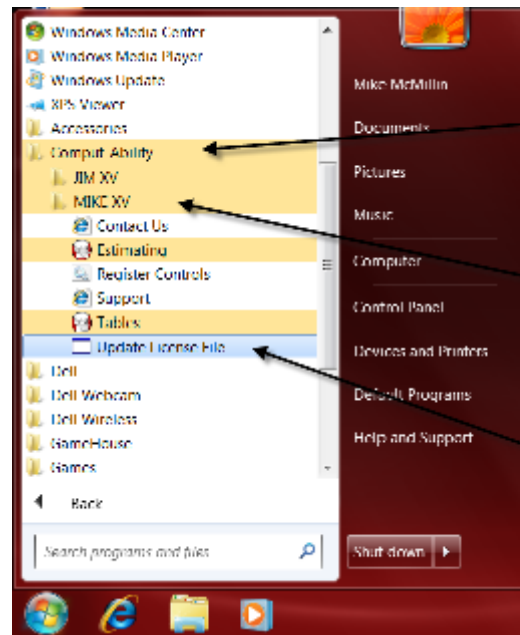 Windows Media Center
Windows Media Player
Windows Update
XPS Viewer
Accessories
Comput-Ability
JIM XV
MIKE XV
Contact Us
Estimating
Register Controls
Support
Tables
Update License File
Dell
Dell Webcam
Dell Wireless
GameHouse
Games
Back
Search programs and files
Mike McMillin
Documents
Pictures
Music
Computer
Control Panel
Devices and Printers
Default Programs
Help and Support
Shut down